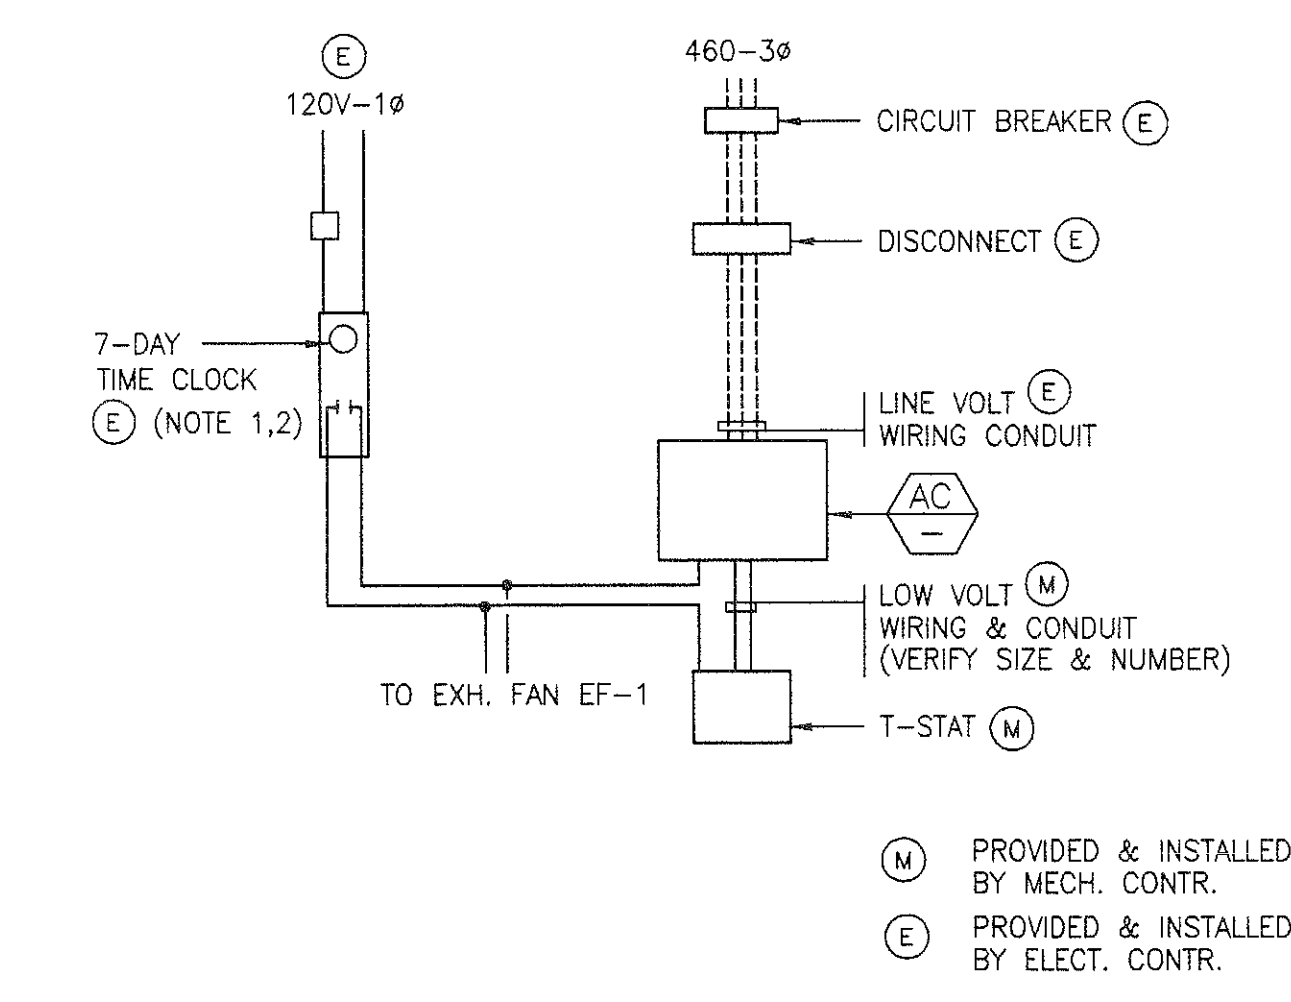 E
120V-1ø
460-3ø
CIRCUIT BREAKER E
DISCONNECT E
7-DAY
TIME CLOCK
E (NOTE 1,2)
LINE VOLT E
WIRING CONDUIT
AC
-
LOW VOLT M
WIRING & CONDUIT
(VERIFY SIZE & NUMBER)
TO EXH. FAN EF-1
T-STAT M
M PROVIDED & INSTALLED
BY MECH. CONTR.
E PROVIDED & INSTALLED
BY ELECT. CONTR.